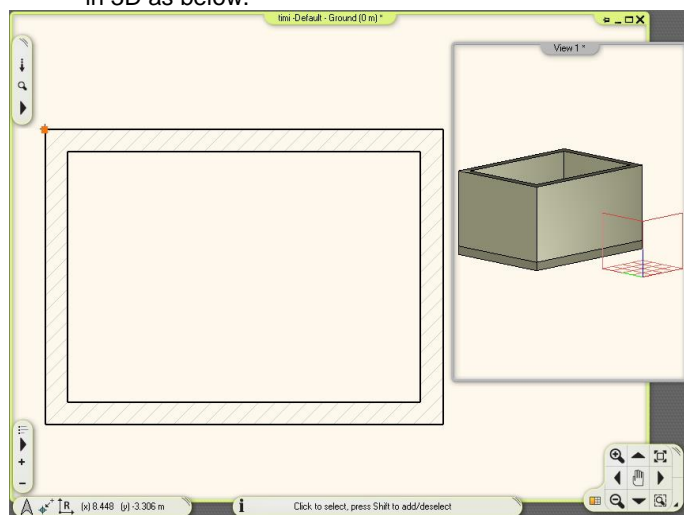 in 3D as below.
timi -Default - Ground (0 m) *
View 1 *
R (x) 8.448 (y) -3.306 m
i Click to select, press Shift to add/deselect